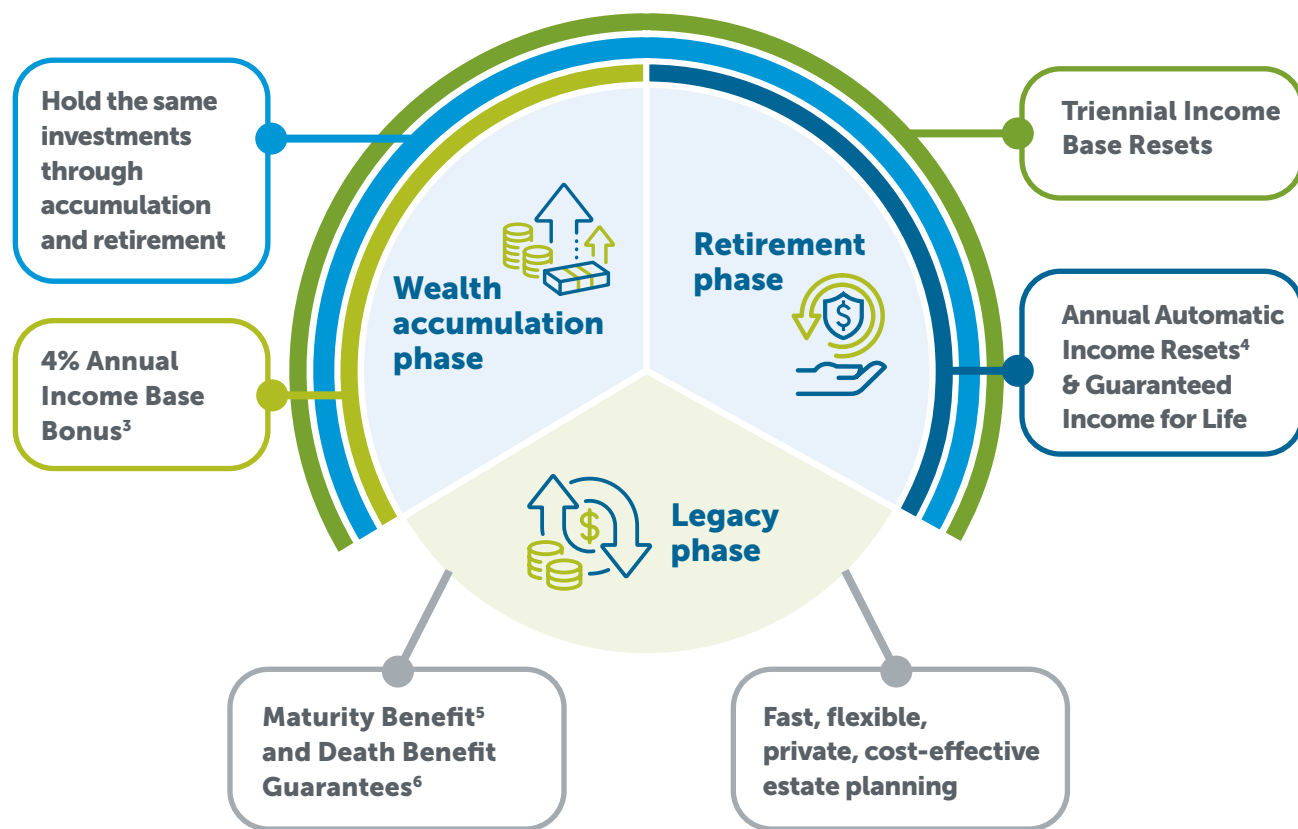 Hold the same
investments
through
accumulation
and retirement
4% Annual
Income Base
Bonus³
Wealth
accumulation
phase
Retirement
phase
$
Triennial Income
Base Resets
Annual Automatic
Income Resets⁴
& Guaranteed
Income for Life
$
Legacy
phase
Maturity Benefit⁵
and Death Benefit
Guarantees⁶
Fast, flexible,
private, cost-effective
estate planning